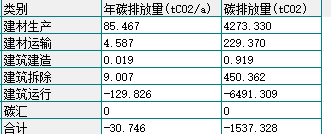 类别 年碳排放量(tCO2/a) 碳排放量(tCO2)
建材生产 85.467 4273.330
建材运输 4.587 229.370
建筑建造 0.019 0.919
建筑拆除 9.007 450.362
建筑运行 -129.826 -6491.309
碳汇 0 0
合计 -30.746 -1537.328